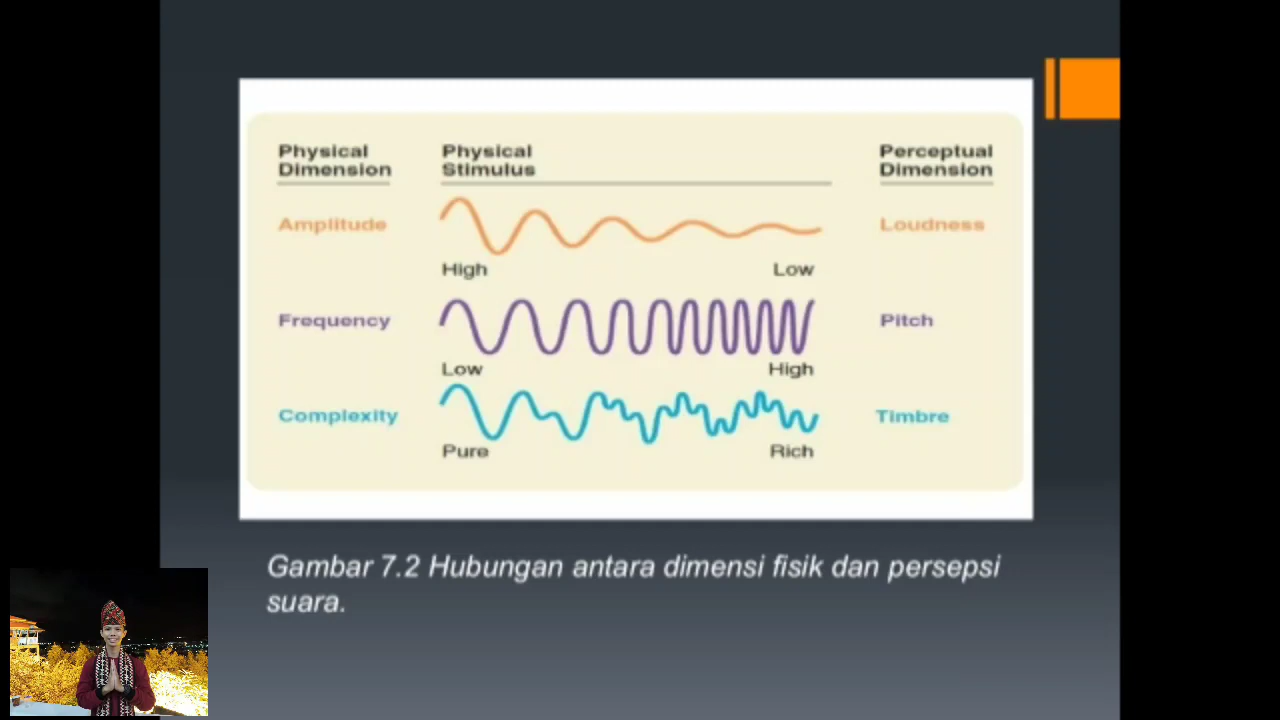 Physical Dimension
Physical Stimulus
Perceptual Dimension
Amplitude
High
Low
Loudness
Frequency
Low
High
Pitch
Complexity
Pure
Rich
Timbre
Gambar 7.2 Hubungan antara dimensi fisik dan persepsi
suara.